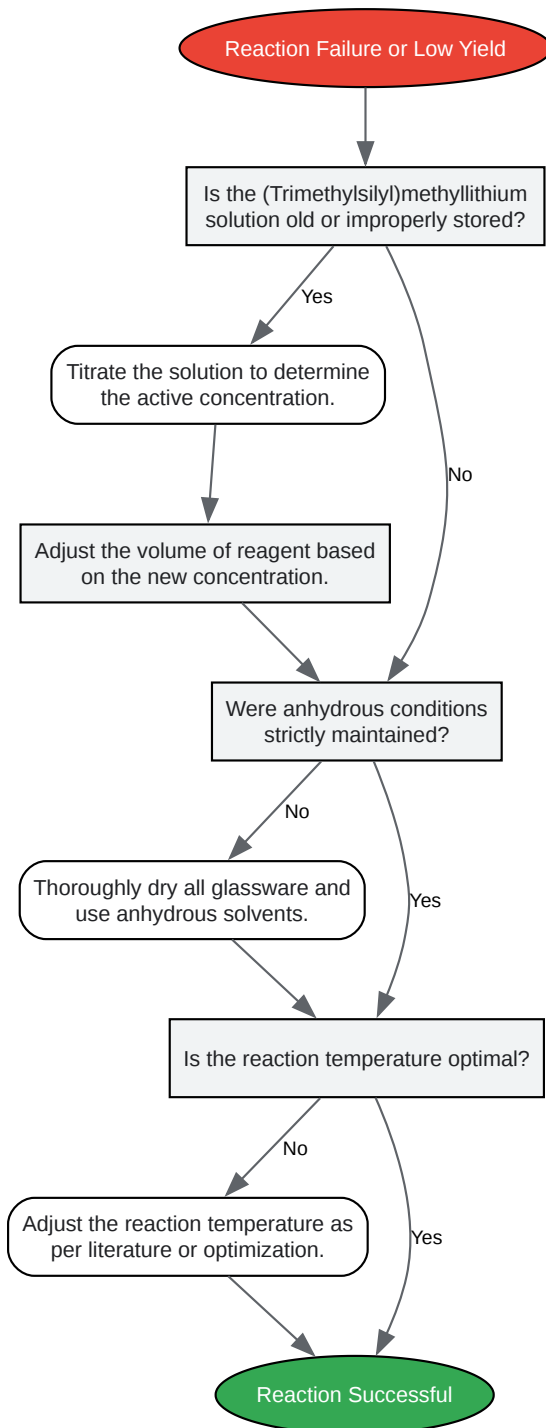 Reaction Failure or Low Yield
Is the (Trimethylsilyl)methyllithium
solution old or improperly stored?
Yes
Titrate the solution to determine
the active concentration.
No
Adjust the volume of reagent based
on the new concentration.
Were anhydrous conditions
strictly maintained?
No
Thoroughly dry all glassware and
use anhydrous solvents.
Yes
Is the reaction temperature optimal?
No
Adjust the reaction temperature as
per literature or optimization.
Yes
Reaction Successful